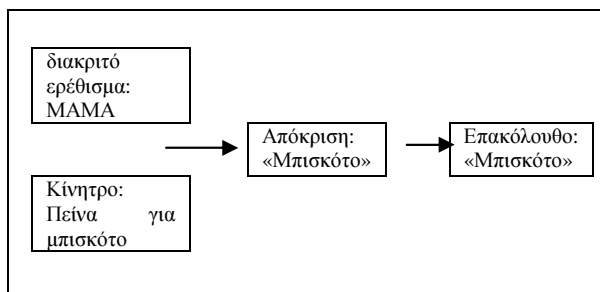 διακριτό
ερέθισμα:
ΜΑΜΑ
Κίνητρο:
Πείνα για
μπισκότο
Απόκριση:
«Μπισκότο»
Επακόλουθο:
«Μπισκότο»